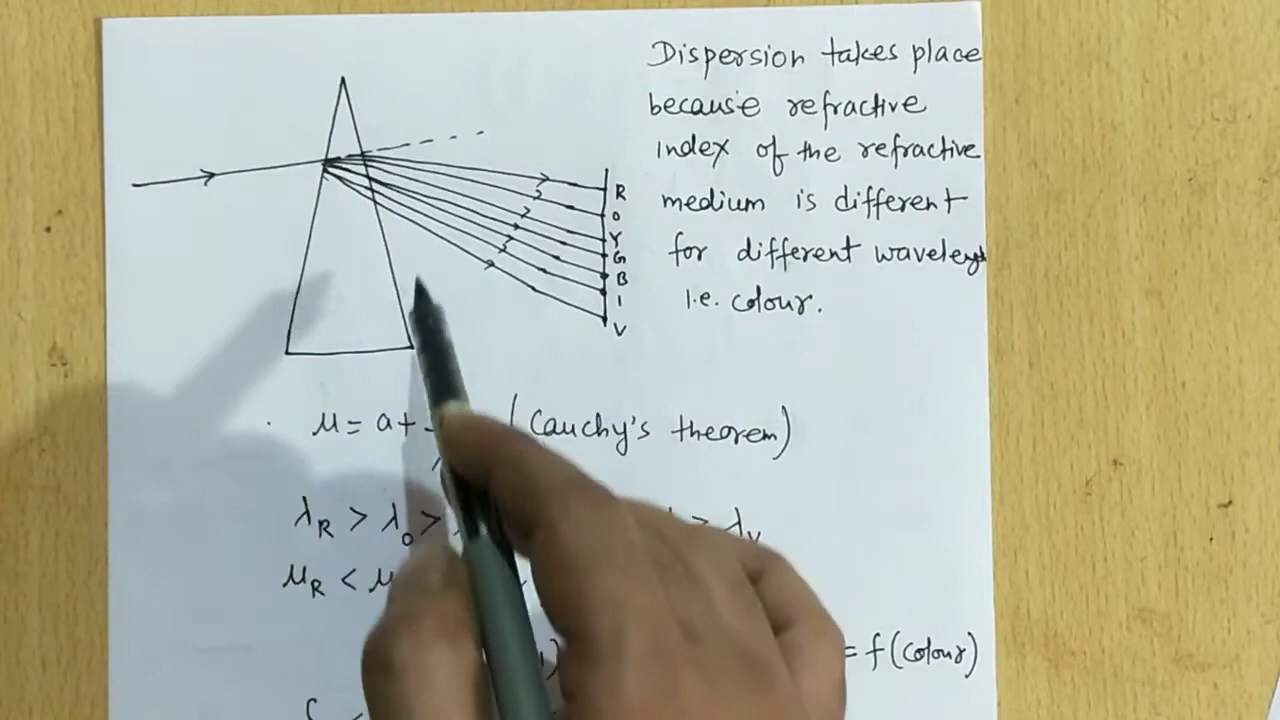 Dispersion takes place
because refractive
index of the refractive
medium is different
for different wavelength
i.e. colour.
R
O
Y
G
B
I
V
μ = a + (Cauchy's theorem)
λR > λo > > λv
μR < μ
= f(colour)